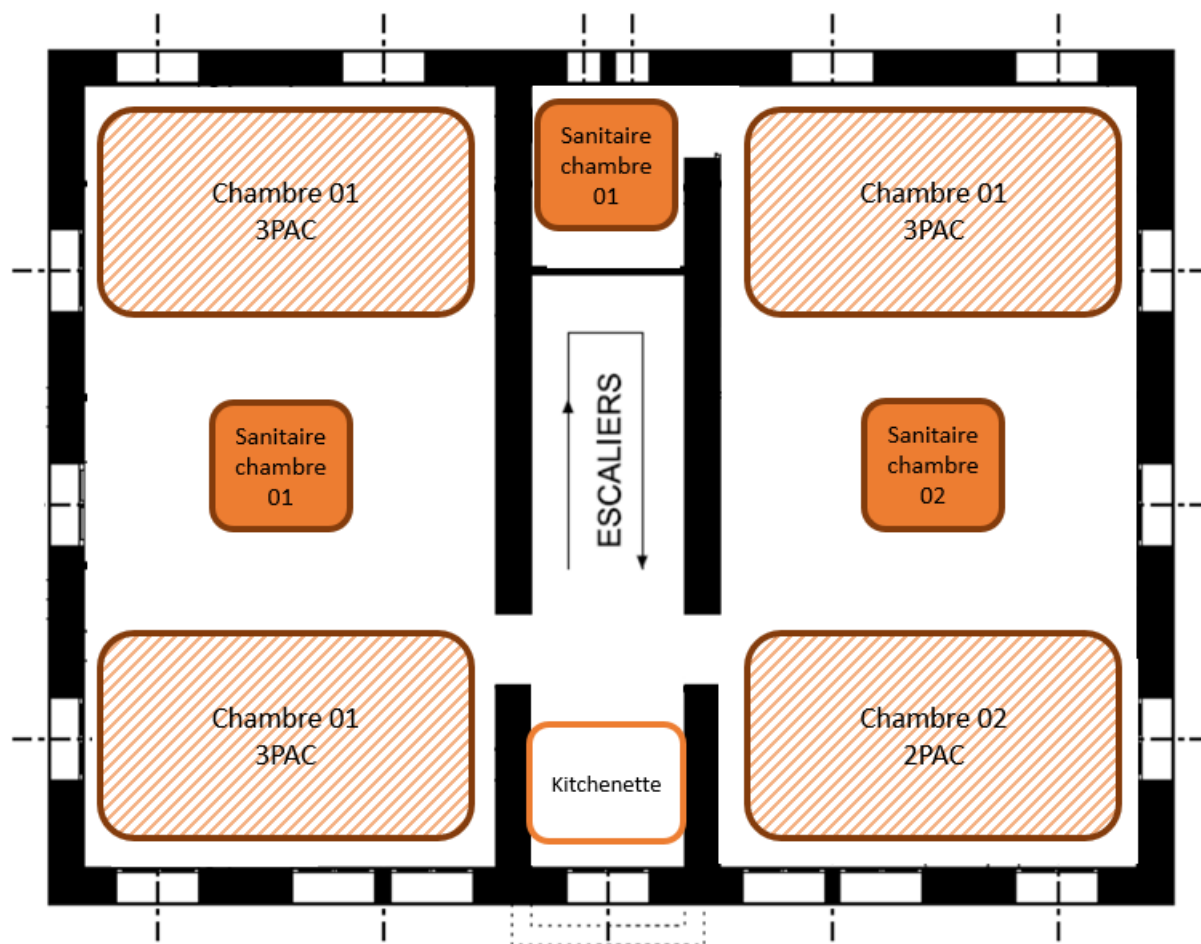 Chambre 01
3PAC
Sanitaire
chambre
01
Chambre 01
3PAC
Sanitaire
chambre
01
ESCALIERS
Sanitaire
chambre
02
Chambre 01
3PAC
Kitchenette
Chambre 02
2PAC